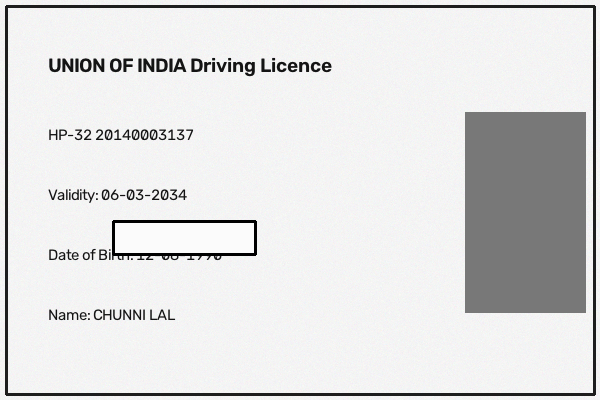 UNION OF INDIA Driving Licence
HP-32 20140003137
Validity: 06-03-2034
Date of Birth:
Name: CHUNNI LAL